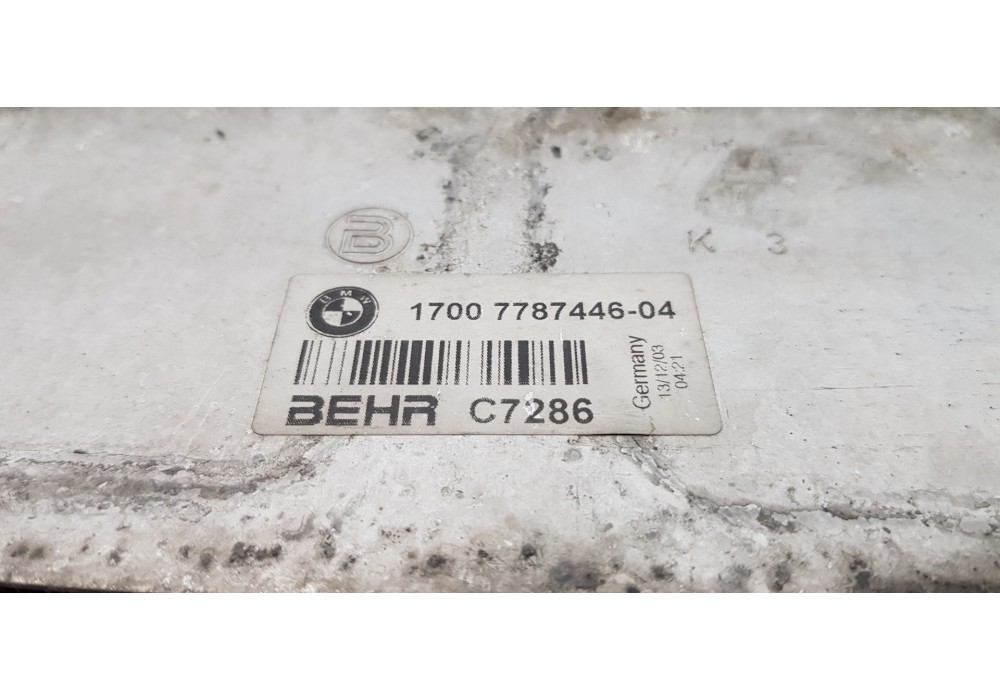 B
K 3
BMW
1700 7787446-04
BEHR C7286
Germany
13/12/03
04:21